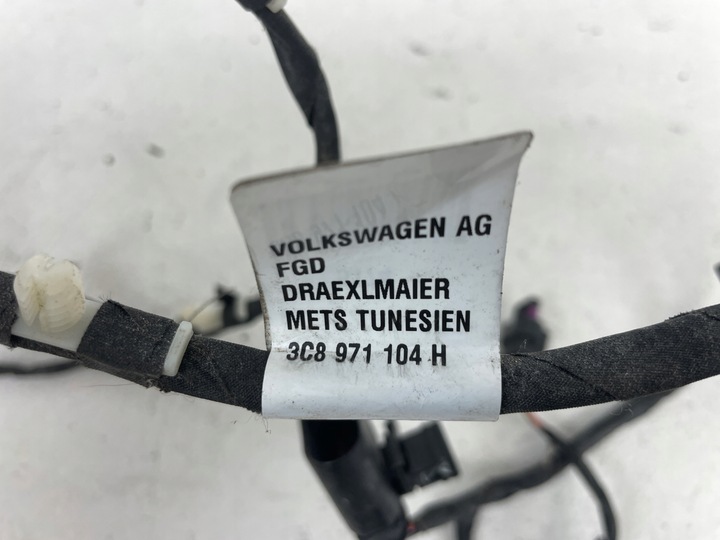 VOLKSWAGEN AG
FGD
DRAEXLMAIER
METS TUNESIEN
3C8 971 104 H